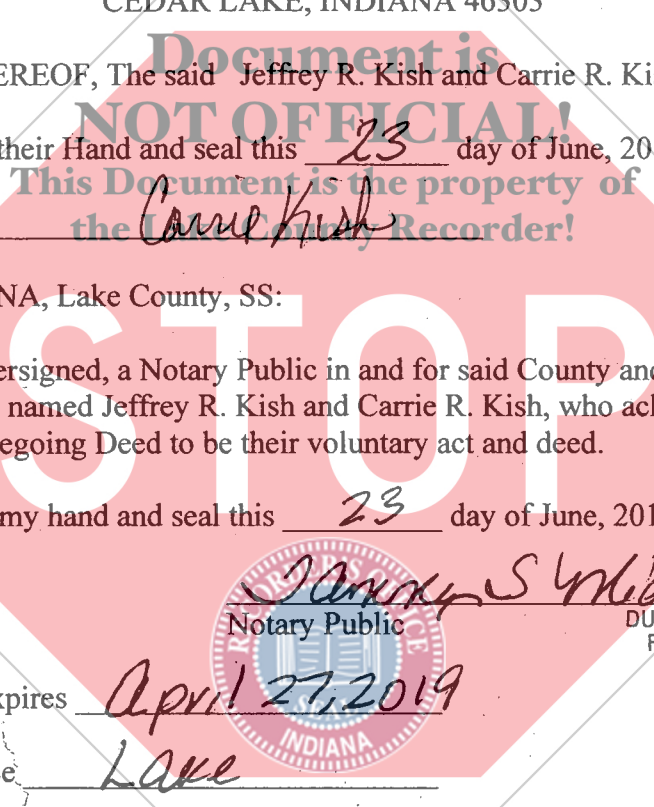 CEDAR LAKE, INDIANA 46303
Document is
EREOF, The said Jeffrey R. Kish and Carrie R. Ki
NOT OFFICIAL!
their Hand and seal this 23 day of June, 20
This Document is the property of
Carrie Kish
the Lake County Recorder!
NA, Lake County, SS:
STOP
ersigned, a Notary Public in and for said County and
named Jeffrey R. Kish and Carrie R. Kish, who ack
egoing Deed to be their voluntary act and deed.
my hand and seal this 23 day of June, 201
RECORDER'S OFFICE
S
Notary Public
DU
F
xpires April 27, 2019
SEAL
INDIANA
e Lake